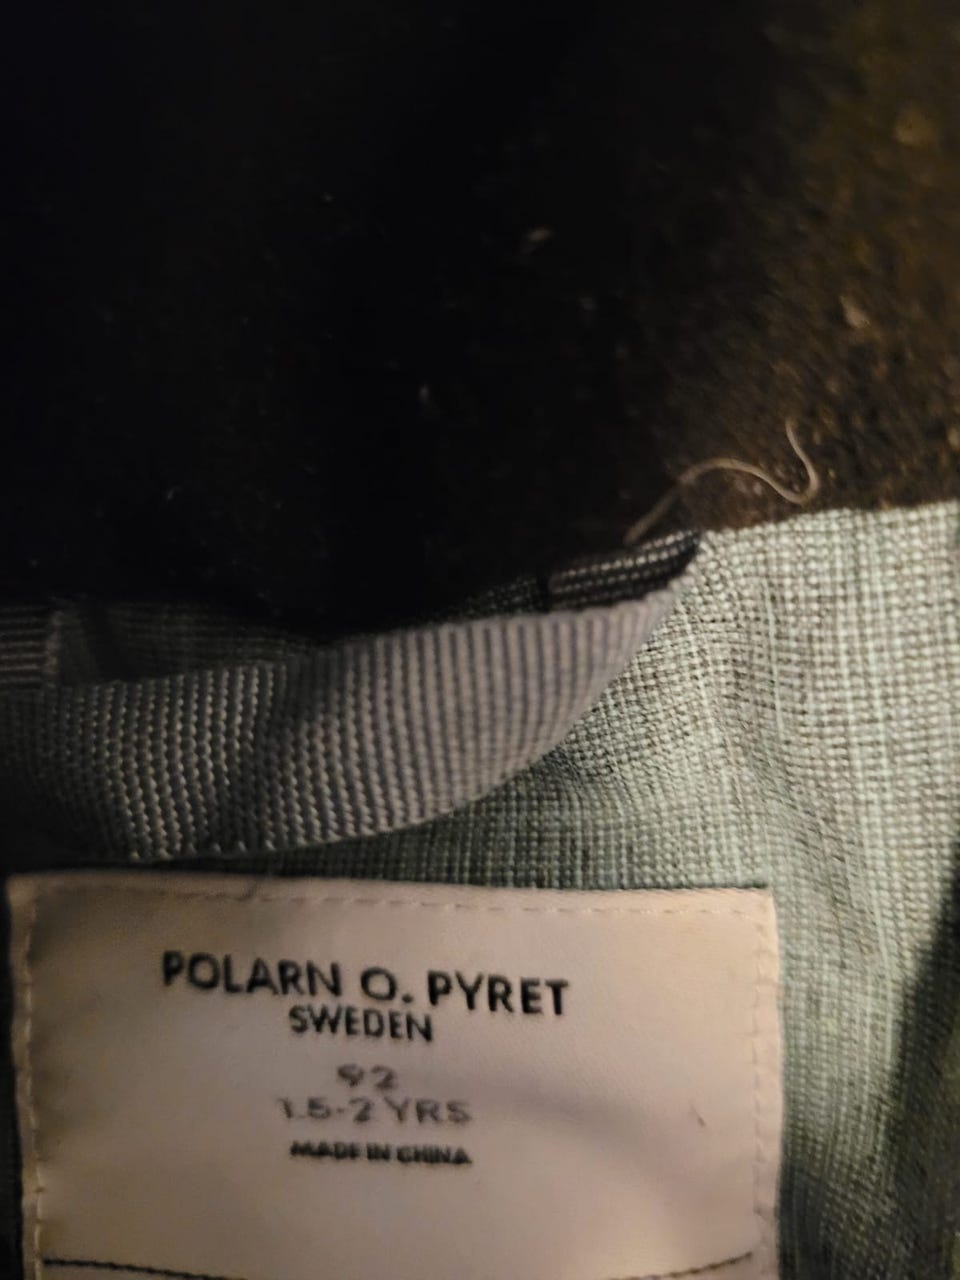 POLARN O. PYRET
SWEDEN
92
1.5-2 YRS
MADE IN CHINA